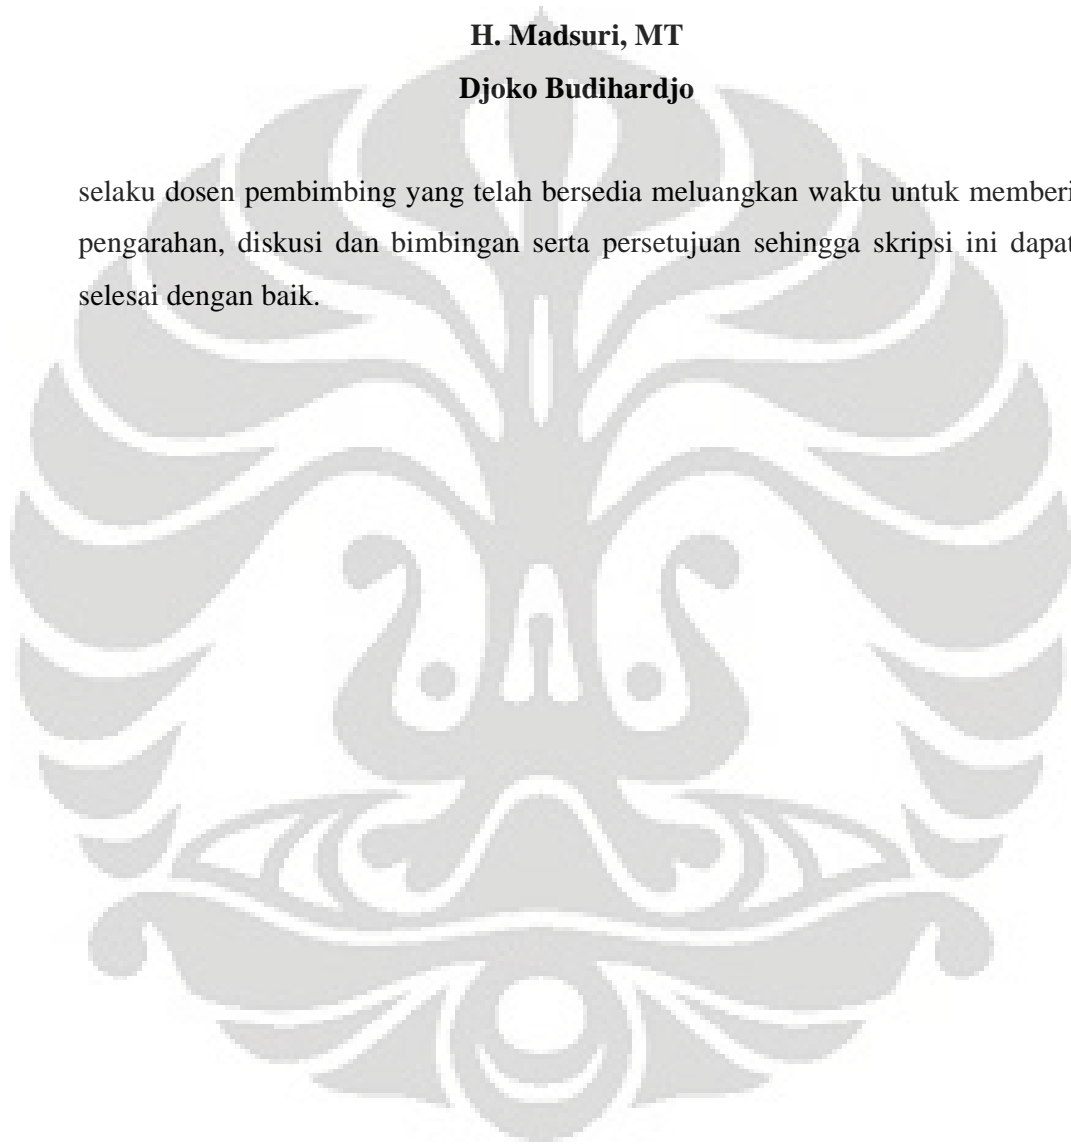 H. Madsuri, MT
Djoko Budihardjo
selaku dosen pembimbing yang telah bersedia meluangkan waktu untuk memberi
pengarahan, diskusi dan bimbingan serta persetujuan sehingga skripsi ini dapat
selesai dengan baik.